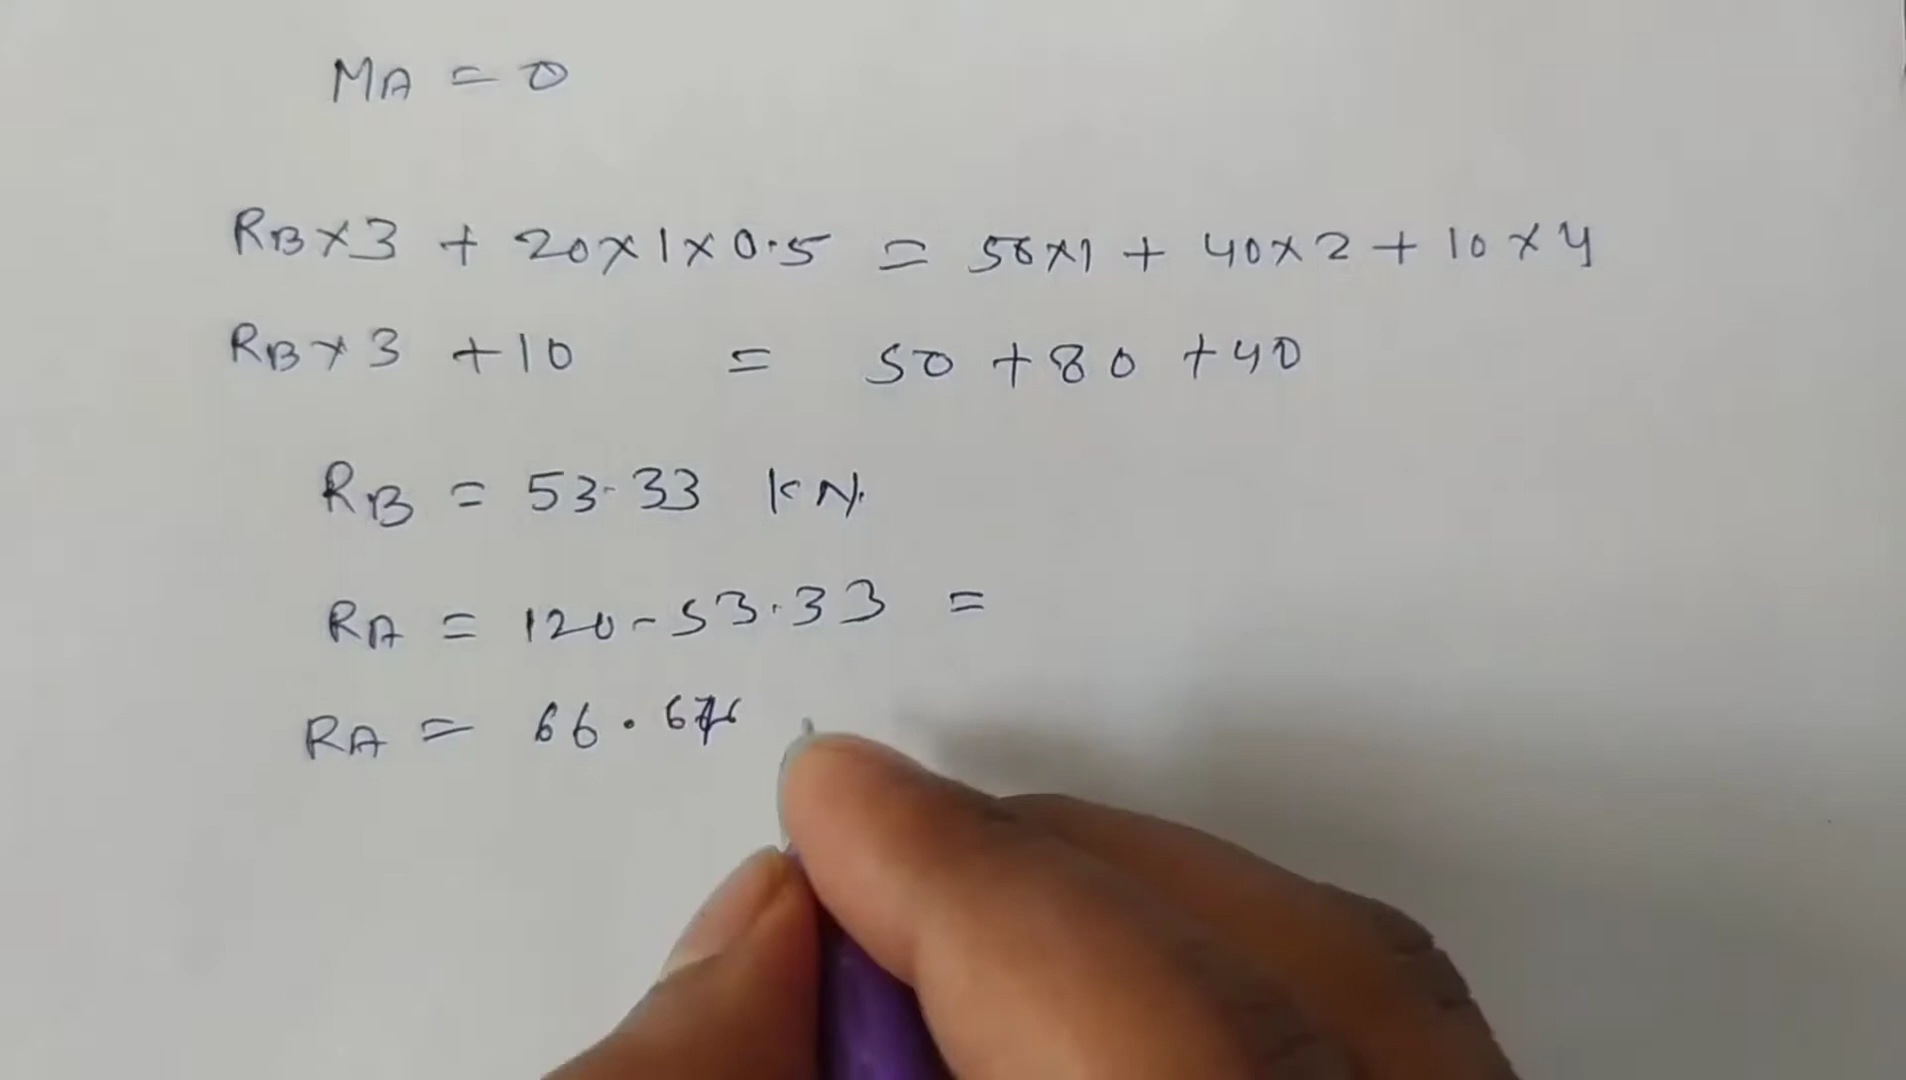 MA = 0
RB×3 + 20×1×0.5 = 50×1 + 40×2 + 10×4
RB×3 +10 = 50 +80 +40
RB = 53.33 KN.
RA = 120-53.33 =
RA = 66.6